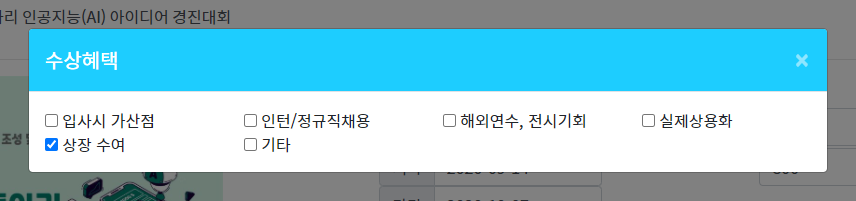 인공지능(AI) 아이디어 경진대회
수상혜택
×
입사시 가산점
인턴/정규직채용
해외연수, 전시기회
실제상용화
상장 수여
기타
조성